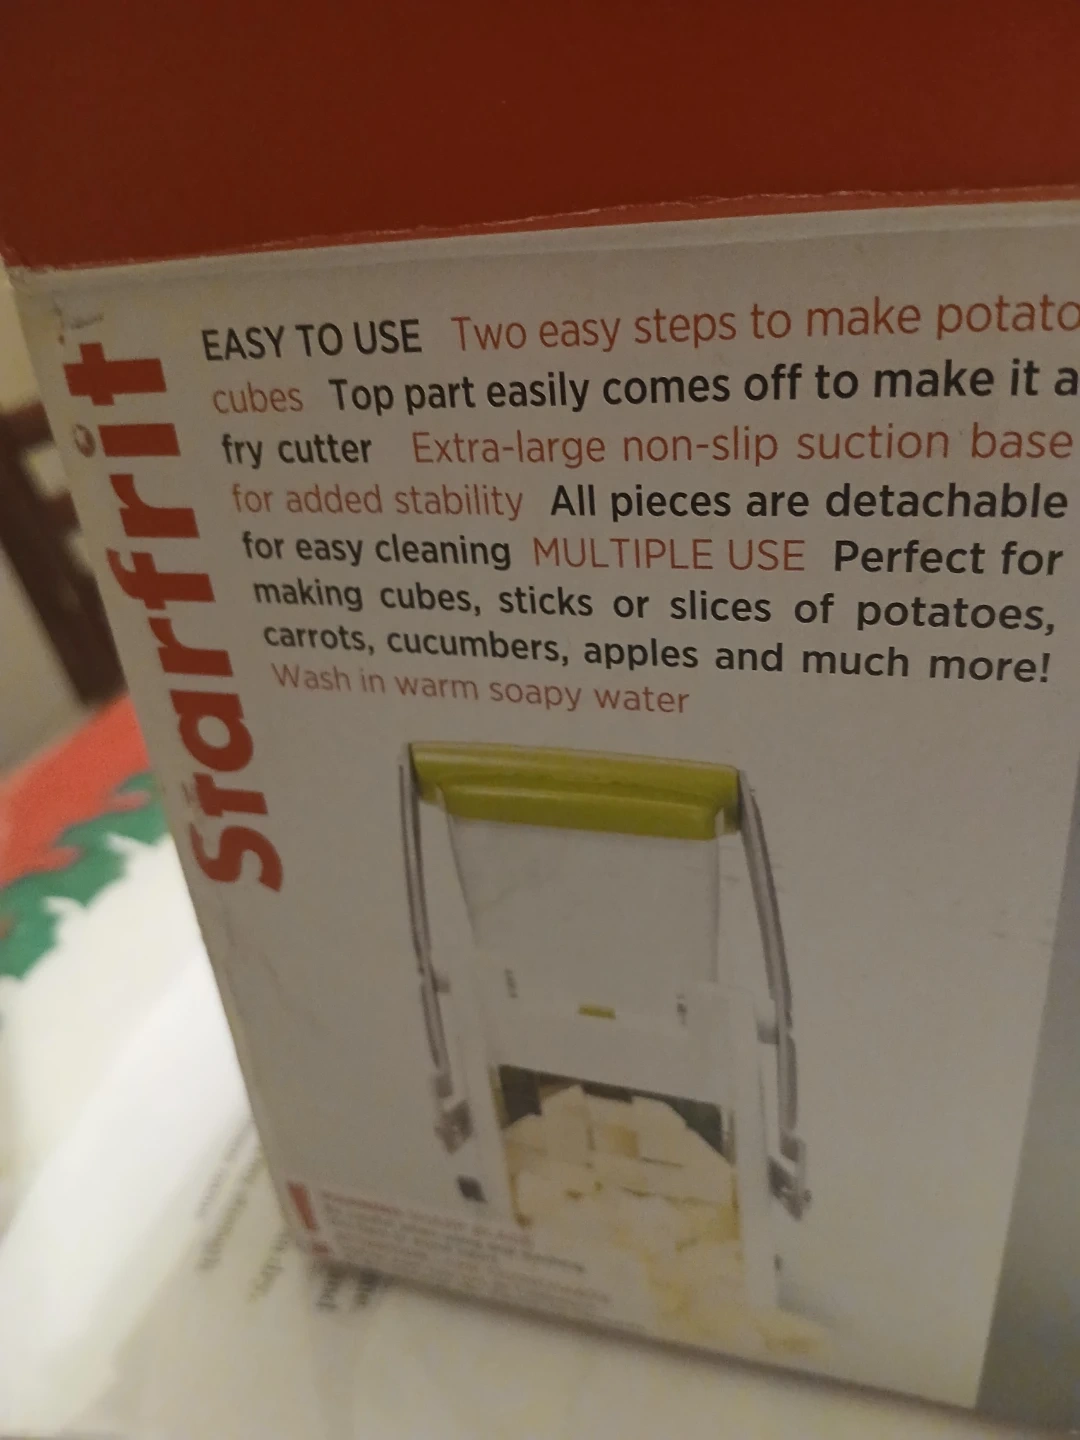 Starfrit
EASY TO USE Two easy steps to make potato
cubes Top part easily comes off to make it a
fry cutter Extra-large non-slip suction base
for added stability All pieces are detachable
for easy cleaning MULTIPLE USE Perfect for
making cubes, sticks or slices of potatoes,
carrots, cucumbers, apples and much more!
Wash in warm soapy water